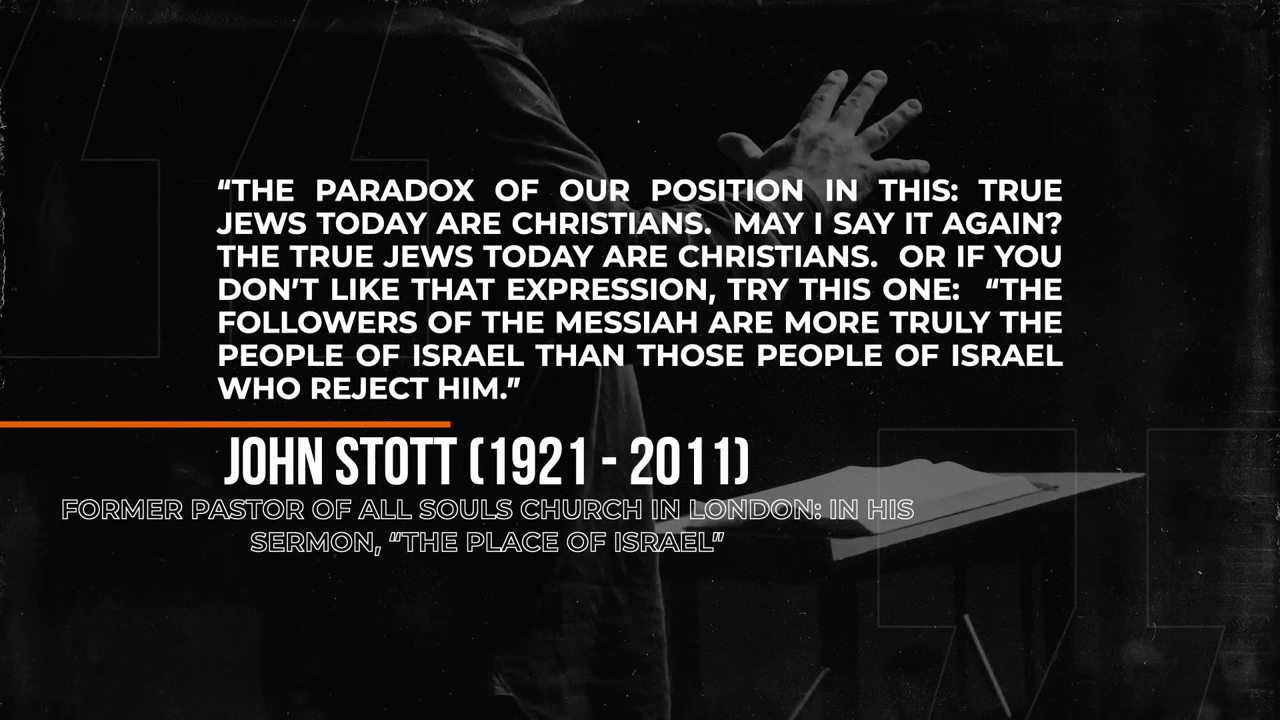 “THE PARADOX OF OUR POSITION IN THIS: TRUE
JEWS TODAY ARE CHRISTIANS. MAY I SAY IT AGAIN?
THE TRUE JEWS TODAY ARE CHRISTIANS. OR IF YOU
DON’T LIKE THAT EXPRESSION, TRY THIS ONE: “THE
FOLLOWERS OF THE MESSIAH ARE MORE TRULY THE
PEOPLE OF ISRAEL THAN THOSE PEOPLE OF ISRAEL
WHO REJECT HIM.”
JOHN STOTT (1921 - 2011)
FORMER PASTOR OF ALL SOULS CHURCH IN LONDON: IN HIS
SERMON, “THE PLACE OF ISRAEL”